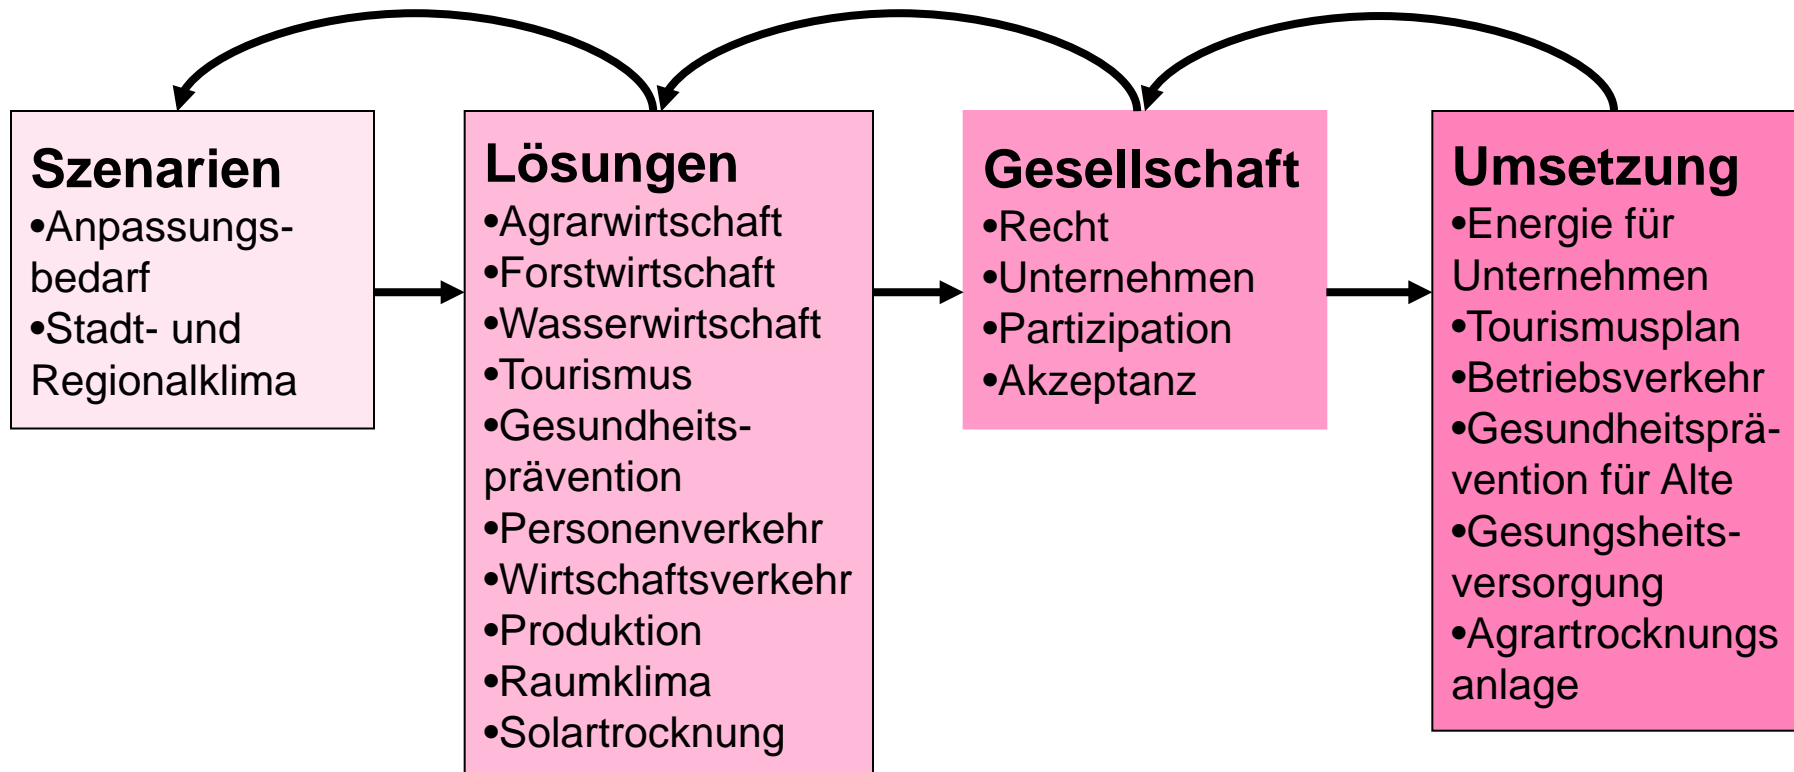 Szenarien
•Anpassungs-
bedarf
•Stadt- und
Regionalklima
Lösungen
•Agrarwirtschaft
•Forstwirtschaft
•Wasserwirtschaft
•Tourismus
•Gesundheits-
prävention
•Personenverkehr
•Wirtschaftsverkehr
•Produktion
•Raumklima
•Solartrocknung
Gesellschaft
•Recht
•Unternehmen
•Partizipation
•Akzeptanz
Umsetzung
•Energie für
Unternehmen
•Tourismusplan
•Betriebsverkehr
•Gesundheitsprä-
vention für Alte
•Gesungsheits-
versorgung
•Agrartrocknungs
anlage